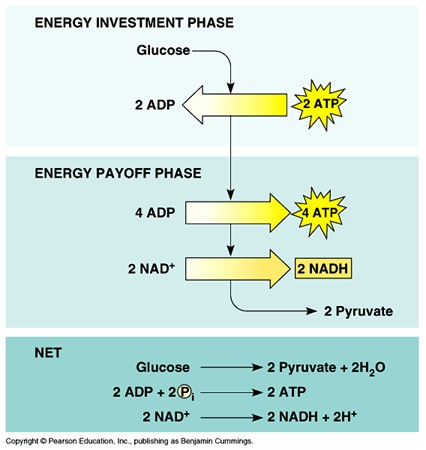 ENERGY INVESTMENT PHASE
Glucose
2 ADP 2 ATP
ENERGY PAYOFF PHASE
4 ADP 4 ATP
2 NAD⁺ 2 NADH
2 Pyruvate
NET
Glucose 2 Pyruvate + 2H₂O
2 ADP + 2 Pᵢ 2 ATP
2 NAD⁺ 2 NADH + 2H⁺
Copyright © Pearson Education, Inc., publishing as Benjamin Cummings.